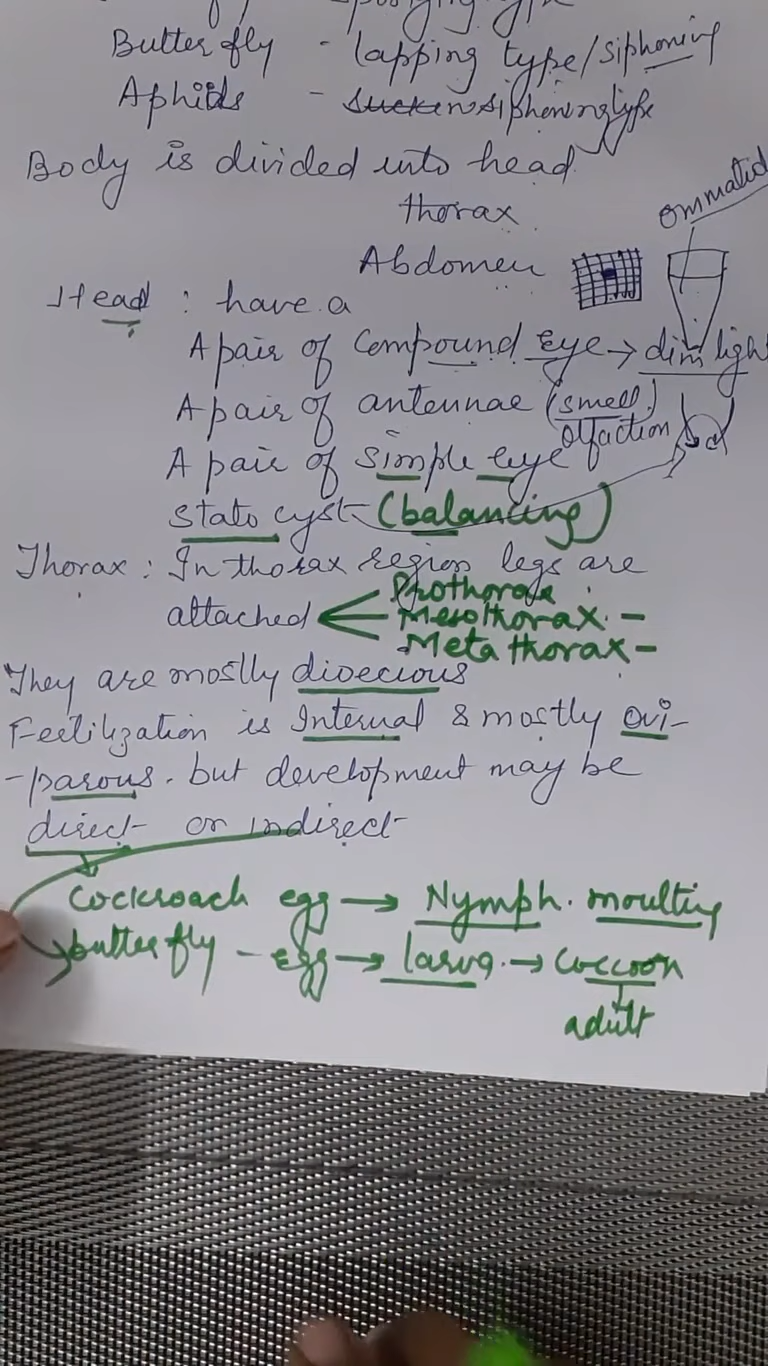 Butterfly - lapping type/siphoning
Aphids - siphoning type
Body is divided into head
thorax
Abdomen
Head : have a
A pair of Compound Eye → dim ligh
A pair of antennae (smell)
olfaction
A pair of simple eye
Stato cyst (balancing)
Thorax : In thorax region legs are
attached
Prothorax
Mesothorax. -
Meta thorax -
They are mostly dioecious
Fertilization is Internal & mostly Ovi-
-parous. but development may be
direct or indirect
Cockroach egg → Nymph. moulting
butterfly - egg → larva. → Coccoon
adult